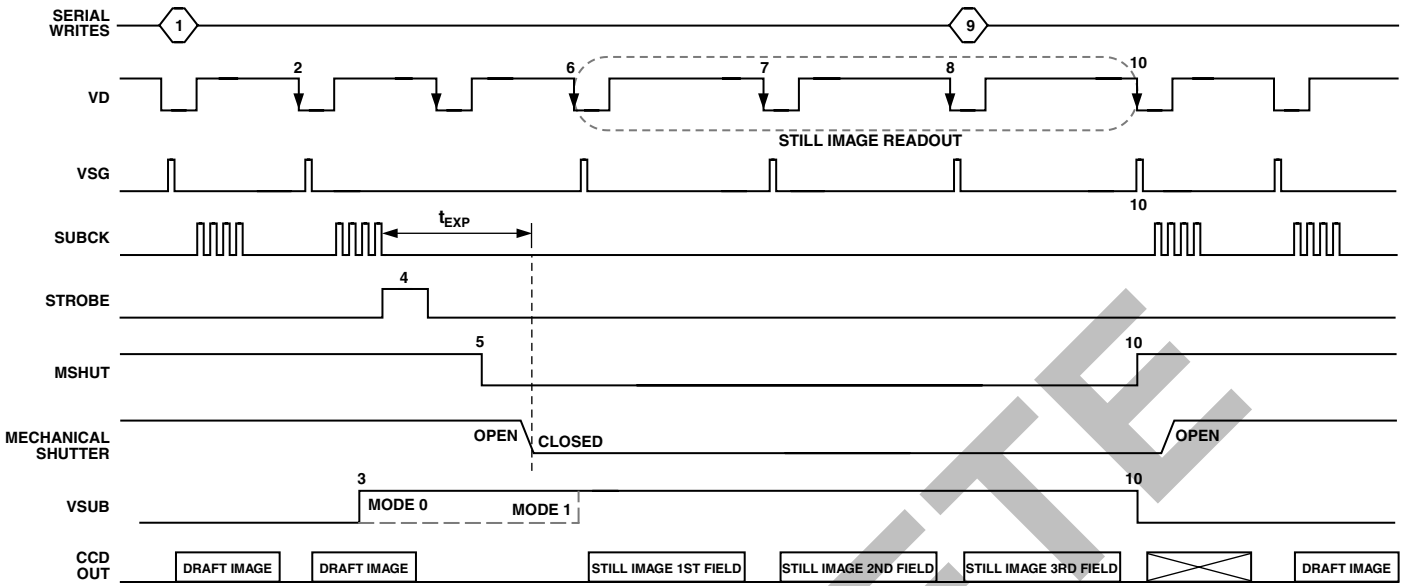 SERIAL
WRITES
1
9
VD
2
6
7
8
10
STILL IMAGE READOUT
VSG
10
SUBCK
tEXP
STROBE
4
MSHUT
5
10
MECHANICAL
SHUTTER
OPEN
CLOSED
OPEN
VSUB
3
MODE 0
MODE 1
10
CCD
OUT
DRAFT IMAGE
DRAFT IMAGE
STILL IMAGE 1ST FIELD
STILL IMAGE 2ND FIELD
STILL IMAGE 3RD FIELD
DRAFT IMAGE